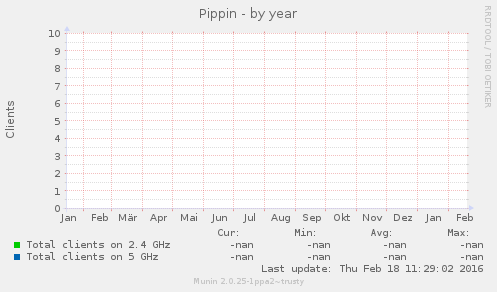 Pippin - by year
RRDTOOL / TOBI OETIKER
Clients
10
9
8
7
6
5
4
3
2
1
0
Jan Feb Mär Apr Mai Jun Jul Aug Sep Okt Nov Dez Jan Feb
Cur: Min: Avg: Max:
Total clients on 2.4 GHz -nan -nan -nan -nan
Total clients on 5 GHz -nan -nan -nan -nan
Last update: Thu Feb 18 11:29:02 2016
Munin 2.0.25-1ppa2~trusty